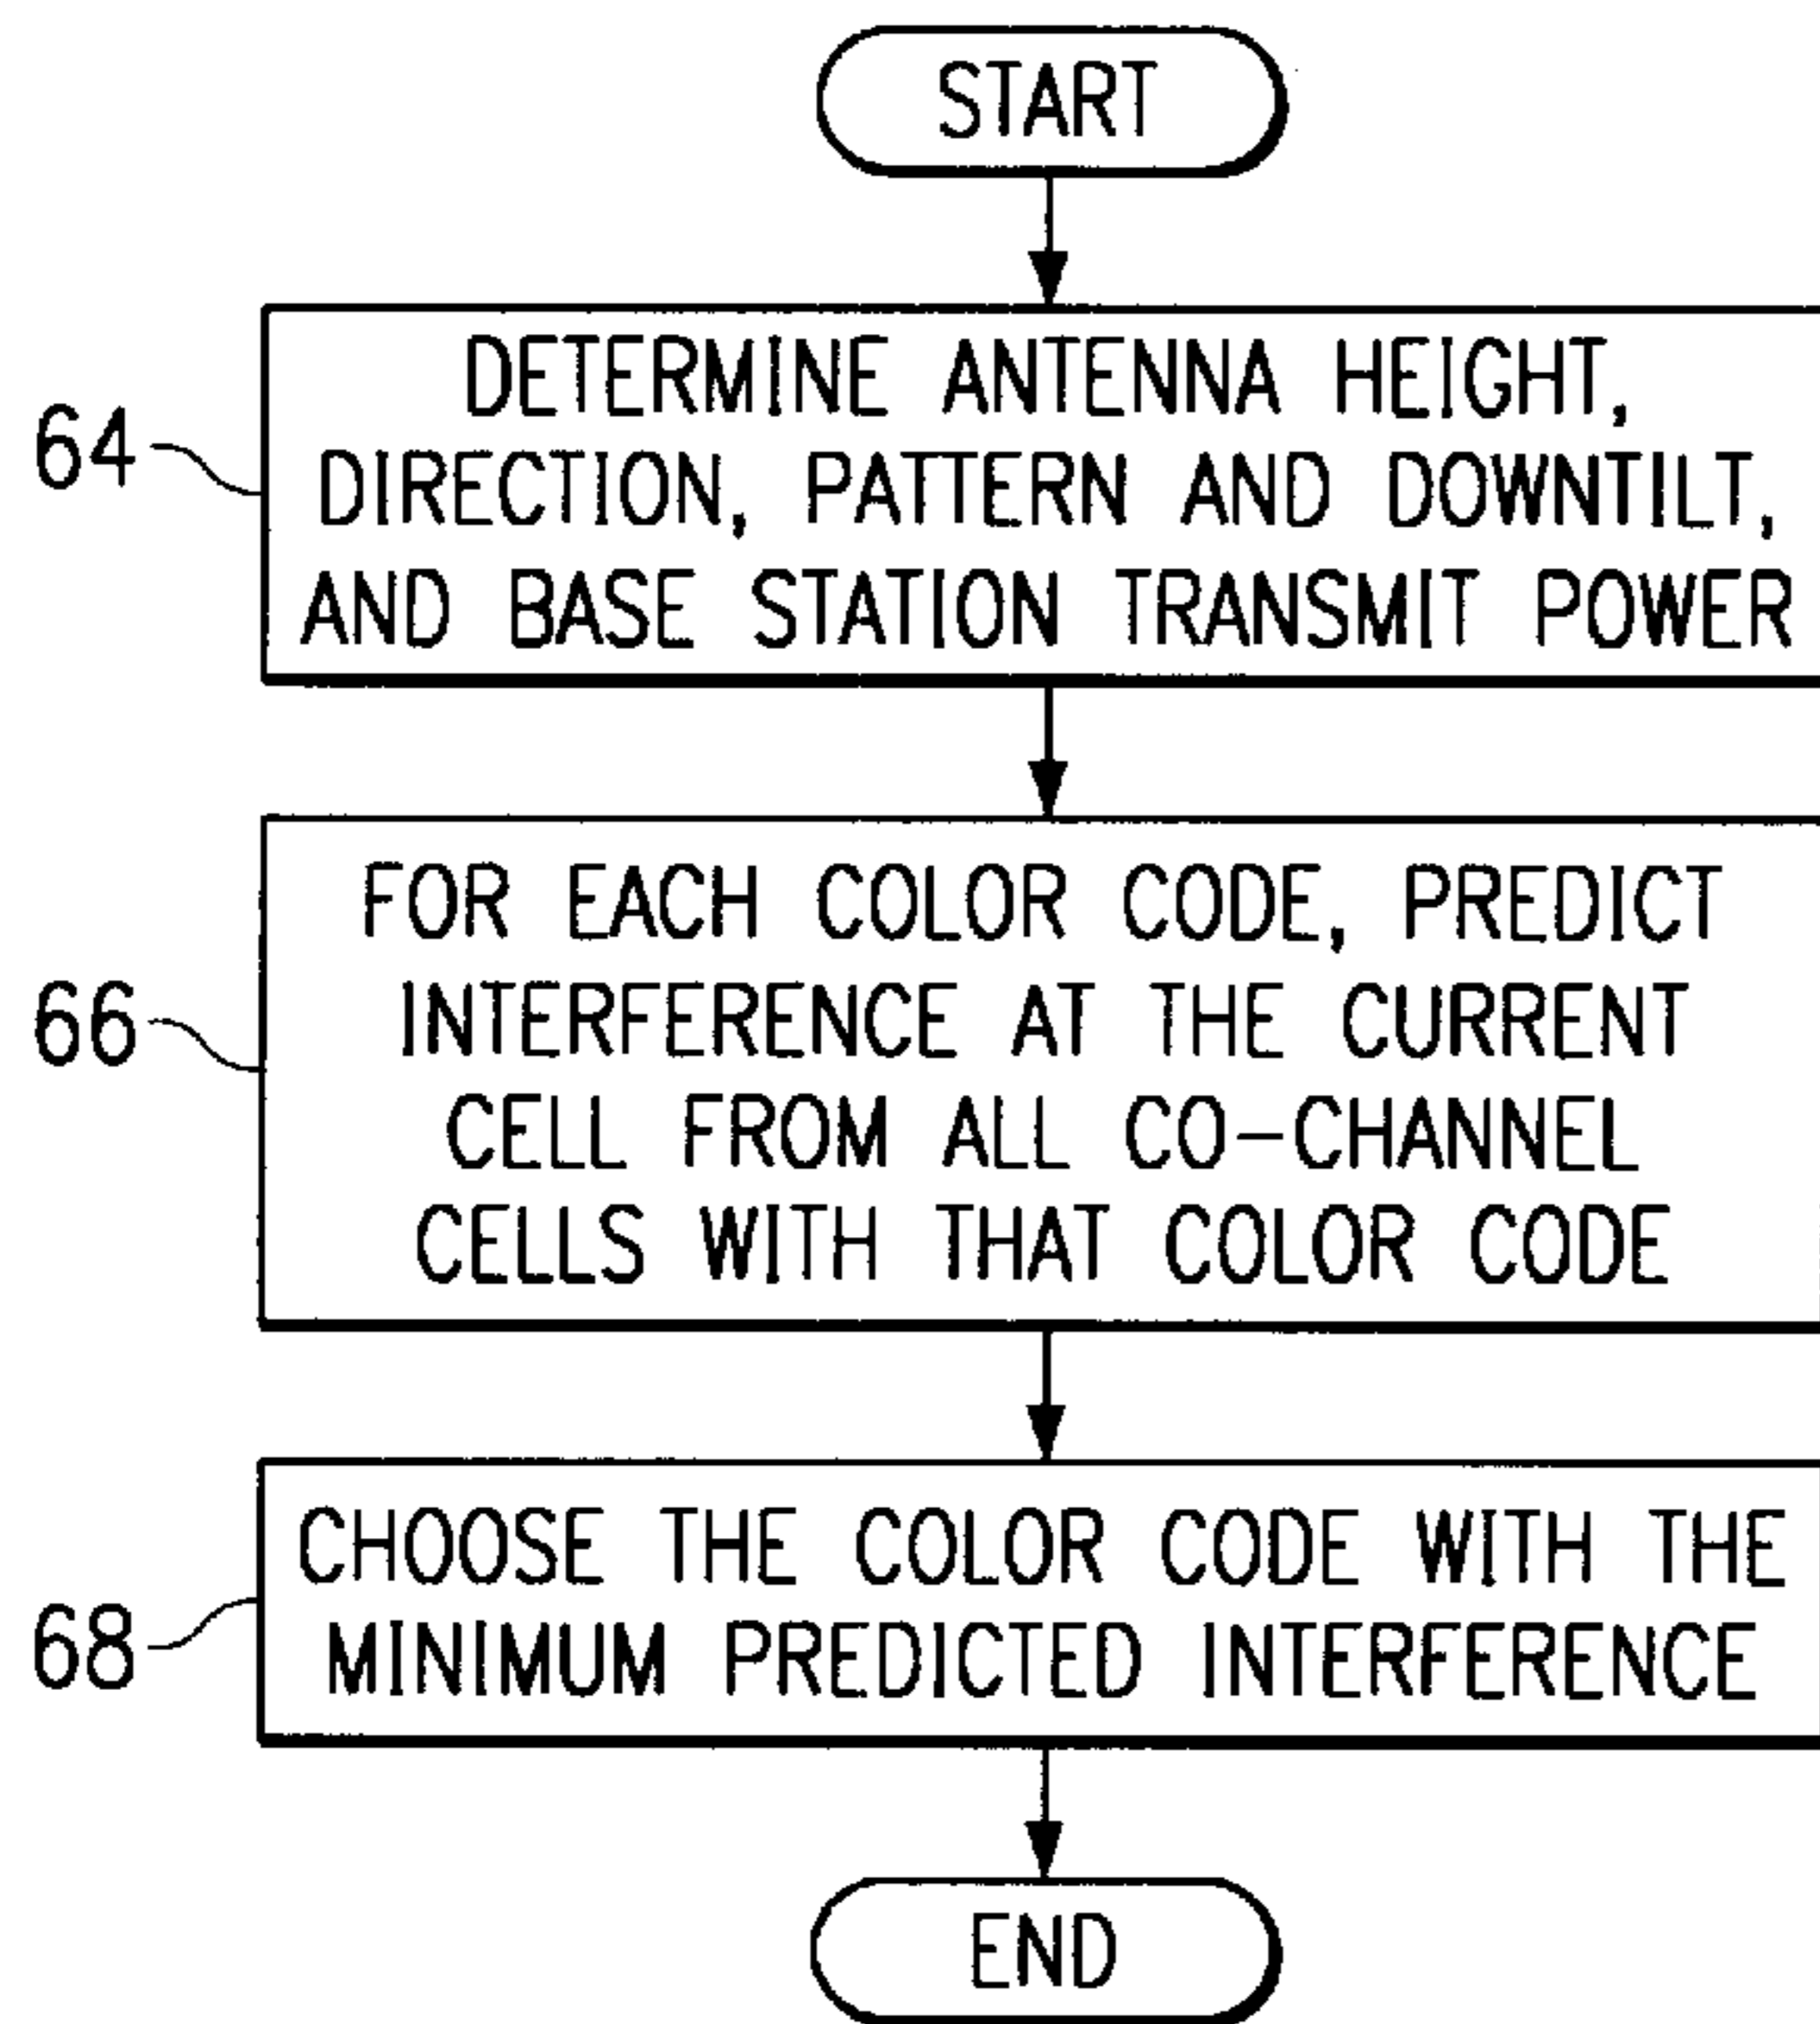 START
64
DETERMINE ANTENNA HEIGHT,
DIRECTION, PATTERN AND DOWNTILT,
AND BASE STATION TRANSMIT POWER
66
FOR EACH COLOR CODE, PREDICT
INTERFERENCE AT THE CURRENT
CELL FROM ALL CO-CHANNEL
CELLS WITH THAT COLOR CODE
68
CHOOSE THE COLOR CODE WITH THE
MINIMUM PREDICTED INTERFERENCE
END